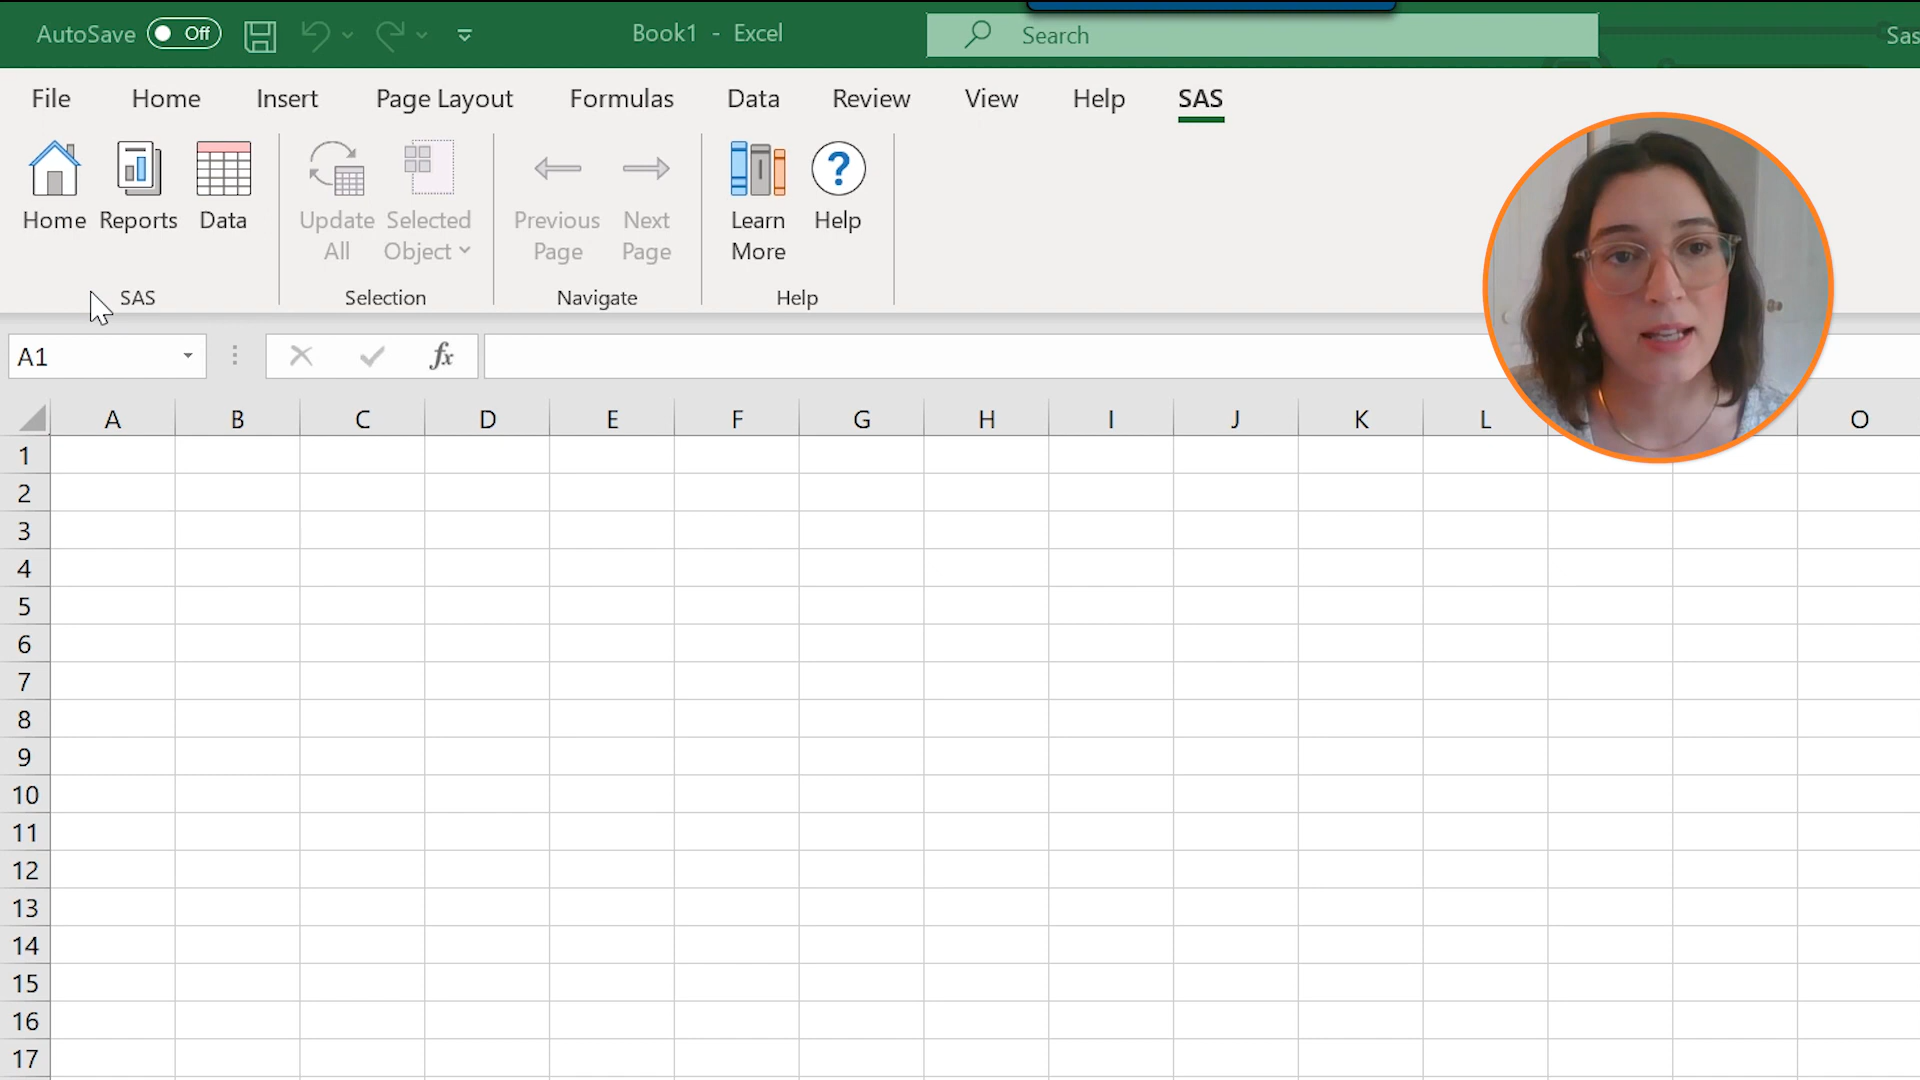 AutoSave Off Book1 - Excel Search Sas
File Home Insert Page Layout Formulas Data Review View Help SAS
Home Reports Data Update All Selected Object Previous Page Next Page Learn More Help
SAS Selection Navigate Help
A1 fx
A B C D E F G H I J K L O
1
2
3
4
5
6
7
8
9
10
11
12
13
14
15
16
17